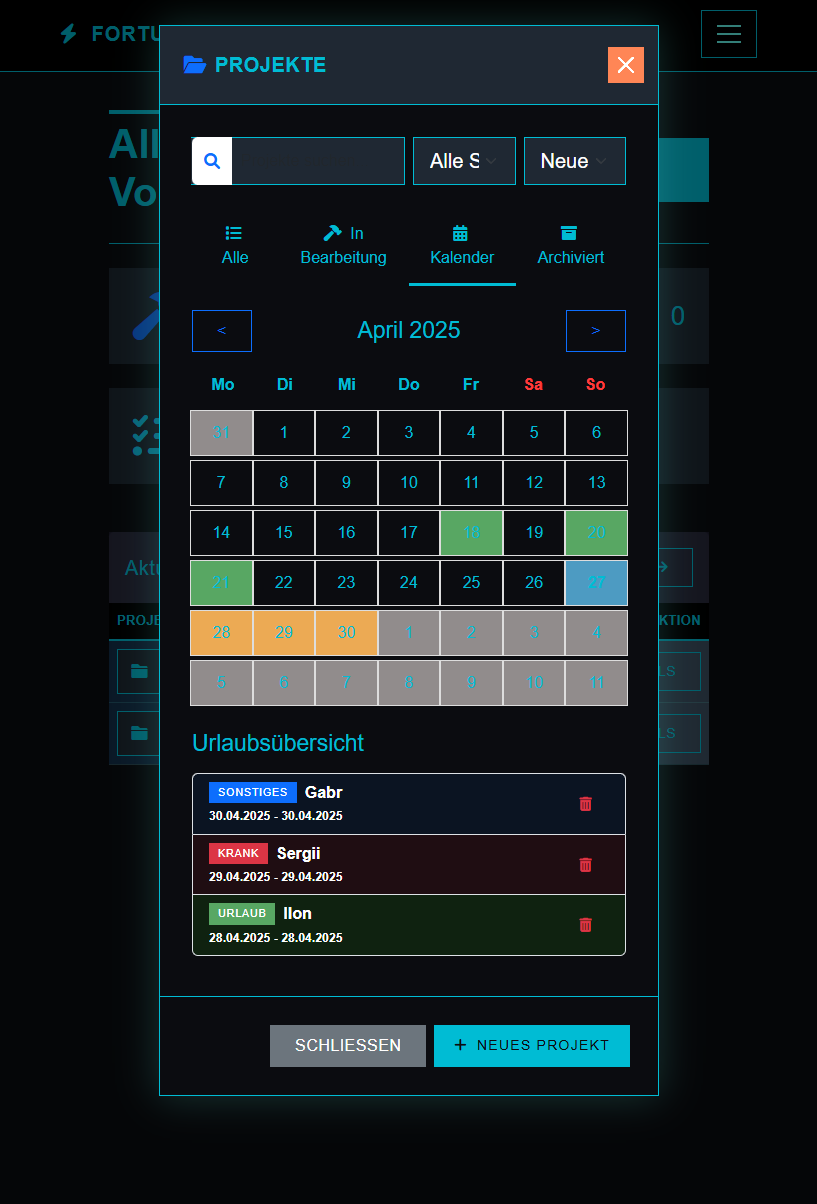 FORTU
PROJEKTE
All
Vo
Alle S
Neue
Alle
In
Bearbeitung
Kalender
Archiviert
0
<
April 2025
>
Mo Di Mi Do Fr Sa So
31 1 2 3 4 5 6
7 8 9 10 11 12 13
14 15 16 17 18 19 20
21 22 23 24 25 26 27
28 29 30 1 2 3 4
5 6 7 8 9 10 11
Aktu
PROJE
KTION
LS
LS
Urlaubsübersicht
SONSTIGES Gabr
30.04.2025 - 30.04.2025
KRANK Sergii
29.04.2025 - 29.04.2025
URLAUB Ilon
28.04.2025 - 28.04.2025
SCHLIESSEN
+ NEUES PROJEKT